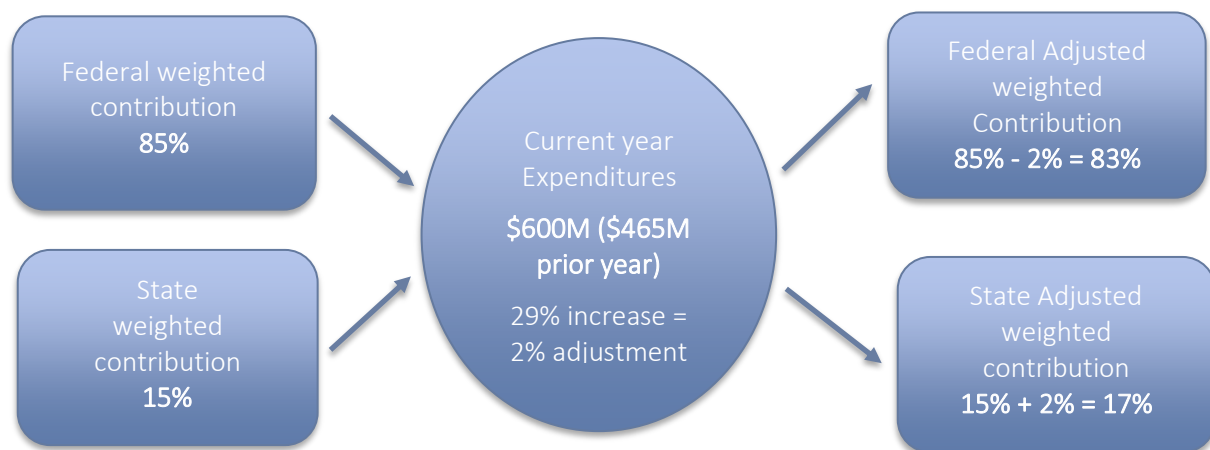 Federal weighted
contribution
85%
State
weighted
contribution
15%
Current year
Expenditures
$600M ($465M
prior year)
29% increase =
2% adjustment
Federal Adjusted
weighted
Contribution
85% - 2% = 83%
State Adjusted
weighted
contribution
15% + 2% = 17%